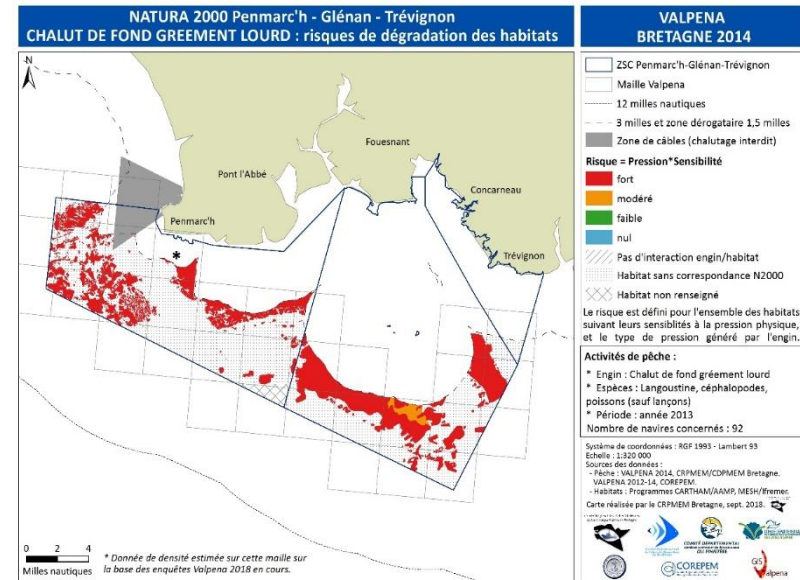 NATURA 2000 Penmarc'h - Glénan - Trévignon
CHALUT DE FOND GREEMENT LOURD : risques de dégradation des habitats
VALPENA
BRETAGNE 2014
N
Fouesnant
Pont l'Abbé
Concarneau
Penmarc'h
Trévignon
*
ZSC Penmarc'h-Glénan-Trévignon
Maille Valpena
12 milles nautiques
3 milles et zone dérogataire 1,5 milles
Zone de câbles (chalutage interdit)
Risque = Pression*Sensibilité
fort
modéré
faible
nul
Pas d'interaction engin/habitat
Habitat sans correspondance N2000
Habitat non renseigné
Le risque est défini pour l'ensemble des habitats
suivant leurs sensiblités à la pression physique,
et le type de pression généré par l'engin.
Activités de pêche :
* Engin : Chalut de fond gréement lourd
* Espèces : Langoustine, céphalopodes,
poissons (sauf lançons)
* Période : année 2013
Nombre de navires concernés : 92
Système de coordonnées : RGF 1993 - Lambert 93
Echelle : 1:320 000
Sources des données :
- Pêche : VALPENA 2014, CRPMEM/CDPMEM Bretagne.
VALPENA 2012-14, COREPEM.
- Habitats : Programmes CARTHAM/AAMP, MESH/Ifremer.
Carte réalisée par le CRPMEM Bretagne, sept. 2018.
COMITÉ DÉPARTEMENTAL
DU FINISTÈRE
COREPEM
GIS
Valpena
0 2 4
Milles nautiques
* Donnée de densité estimée sur cette maille sur
la base des enquêtes Valpena 2018 en cours.